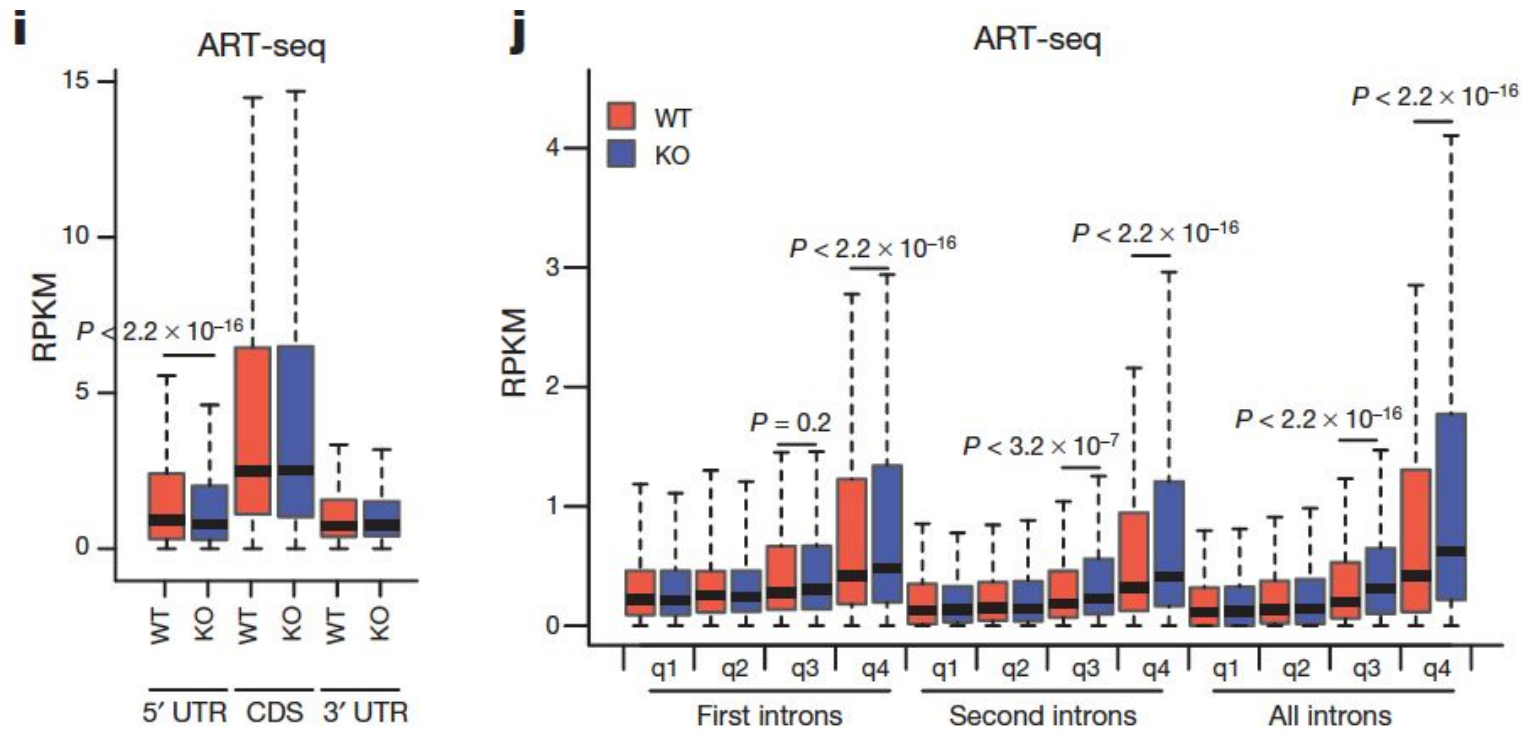 i
ART-seq
15
10
5
0
RPKM
P < 2.2 × 10⁻¹⁶
WT
KO
WT
KO
WT
KO
5′ UTR CDS 3′ UTR
j
ART-seq
WT
KO
4
3
2
1
0
RPKM
P = 0.2
P < 2.2 × 10⁻¹⁶
P < 3.2 × 10⁻⁷
P < 2.2 × 10⁻¹⁶
P < 2.2 × 10⁻¹⁶
P < 2.2 × 10⁻¹⁶
q1 q2 q3 q4 q1 q2 q3 q4 q1 q2 q3 q4
First introns Second introns All introns